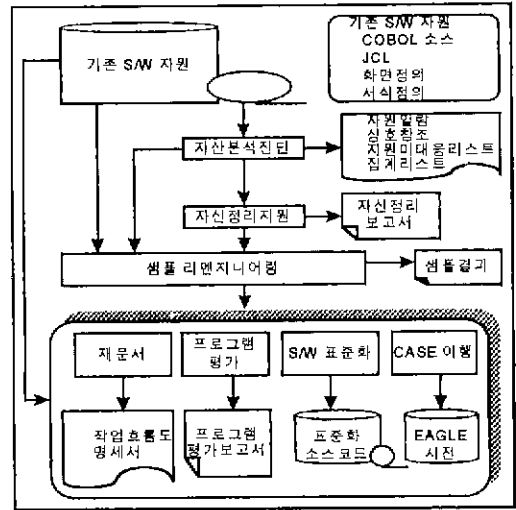 기존 S/W 자원
기존 S/W 자원
COBOL 소스
JCL
화면정의
서식정의
자산분석진단
자원일람
상호참조
지원미대응리스트
집계리스트
자산정리지원
자산정리
보고서
샘플 리엔지니어링
샘플결과
재문서
프로그램
평가
S/W 표준화
CASE 이행
작업흐름도
명세서
프로그램
평가보고서
표준화
소스코드
EAGLE
사전